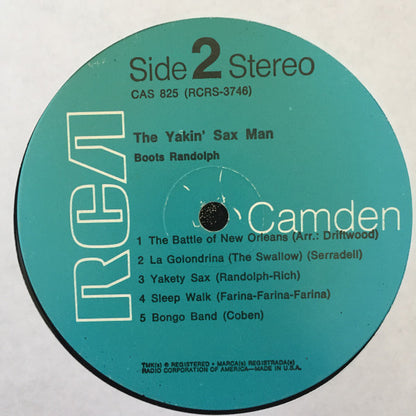 Side 2 Stereo
CAS 825 (RCRS-3746)
The Yakin' Sax Man
Boots Randolph
RCA
Camden
1 The Battle of New Orleans (Arr.: Driftwood)
2 La Golondrina (The Swallow) (Serradell)
3 Yakety Sax (Randolph-Rich)
4 Sleep Walk (Farina-Farina-Farina)
5 Bongo Band (Coben)
TMK(s) ® REGISTERED • MARCA(s) REGISTRADA(s)
RADIO CORPORATION OF AMERICA—MADE IN U.S.A.